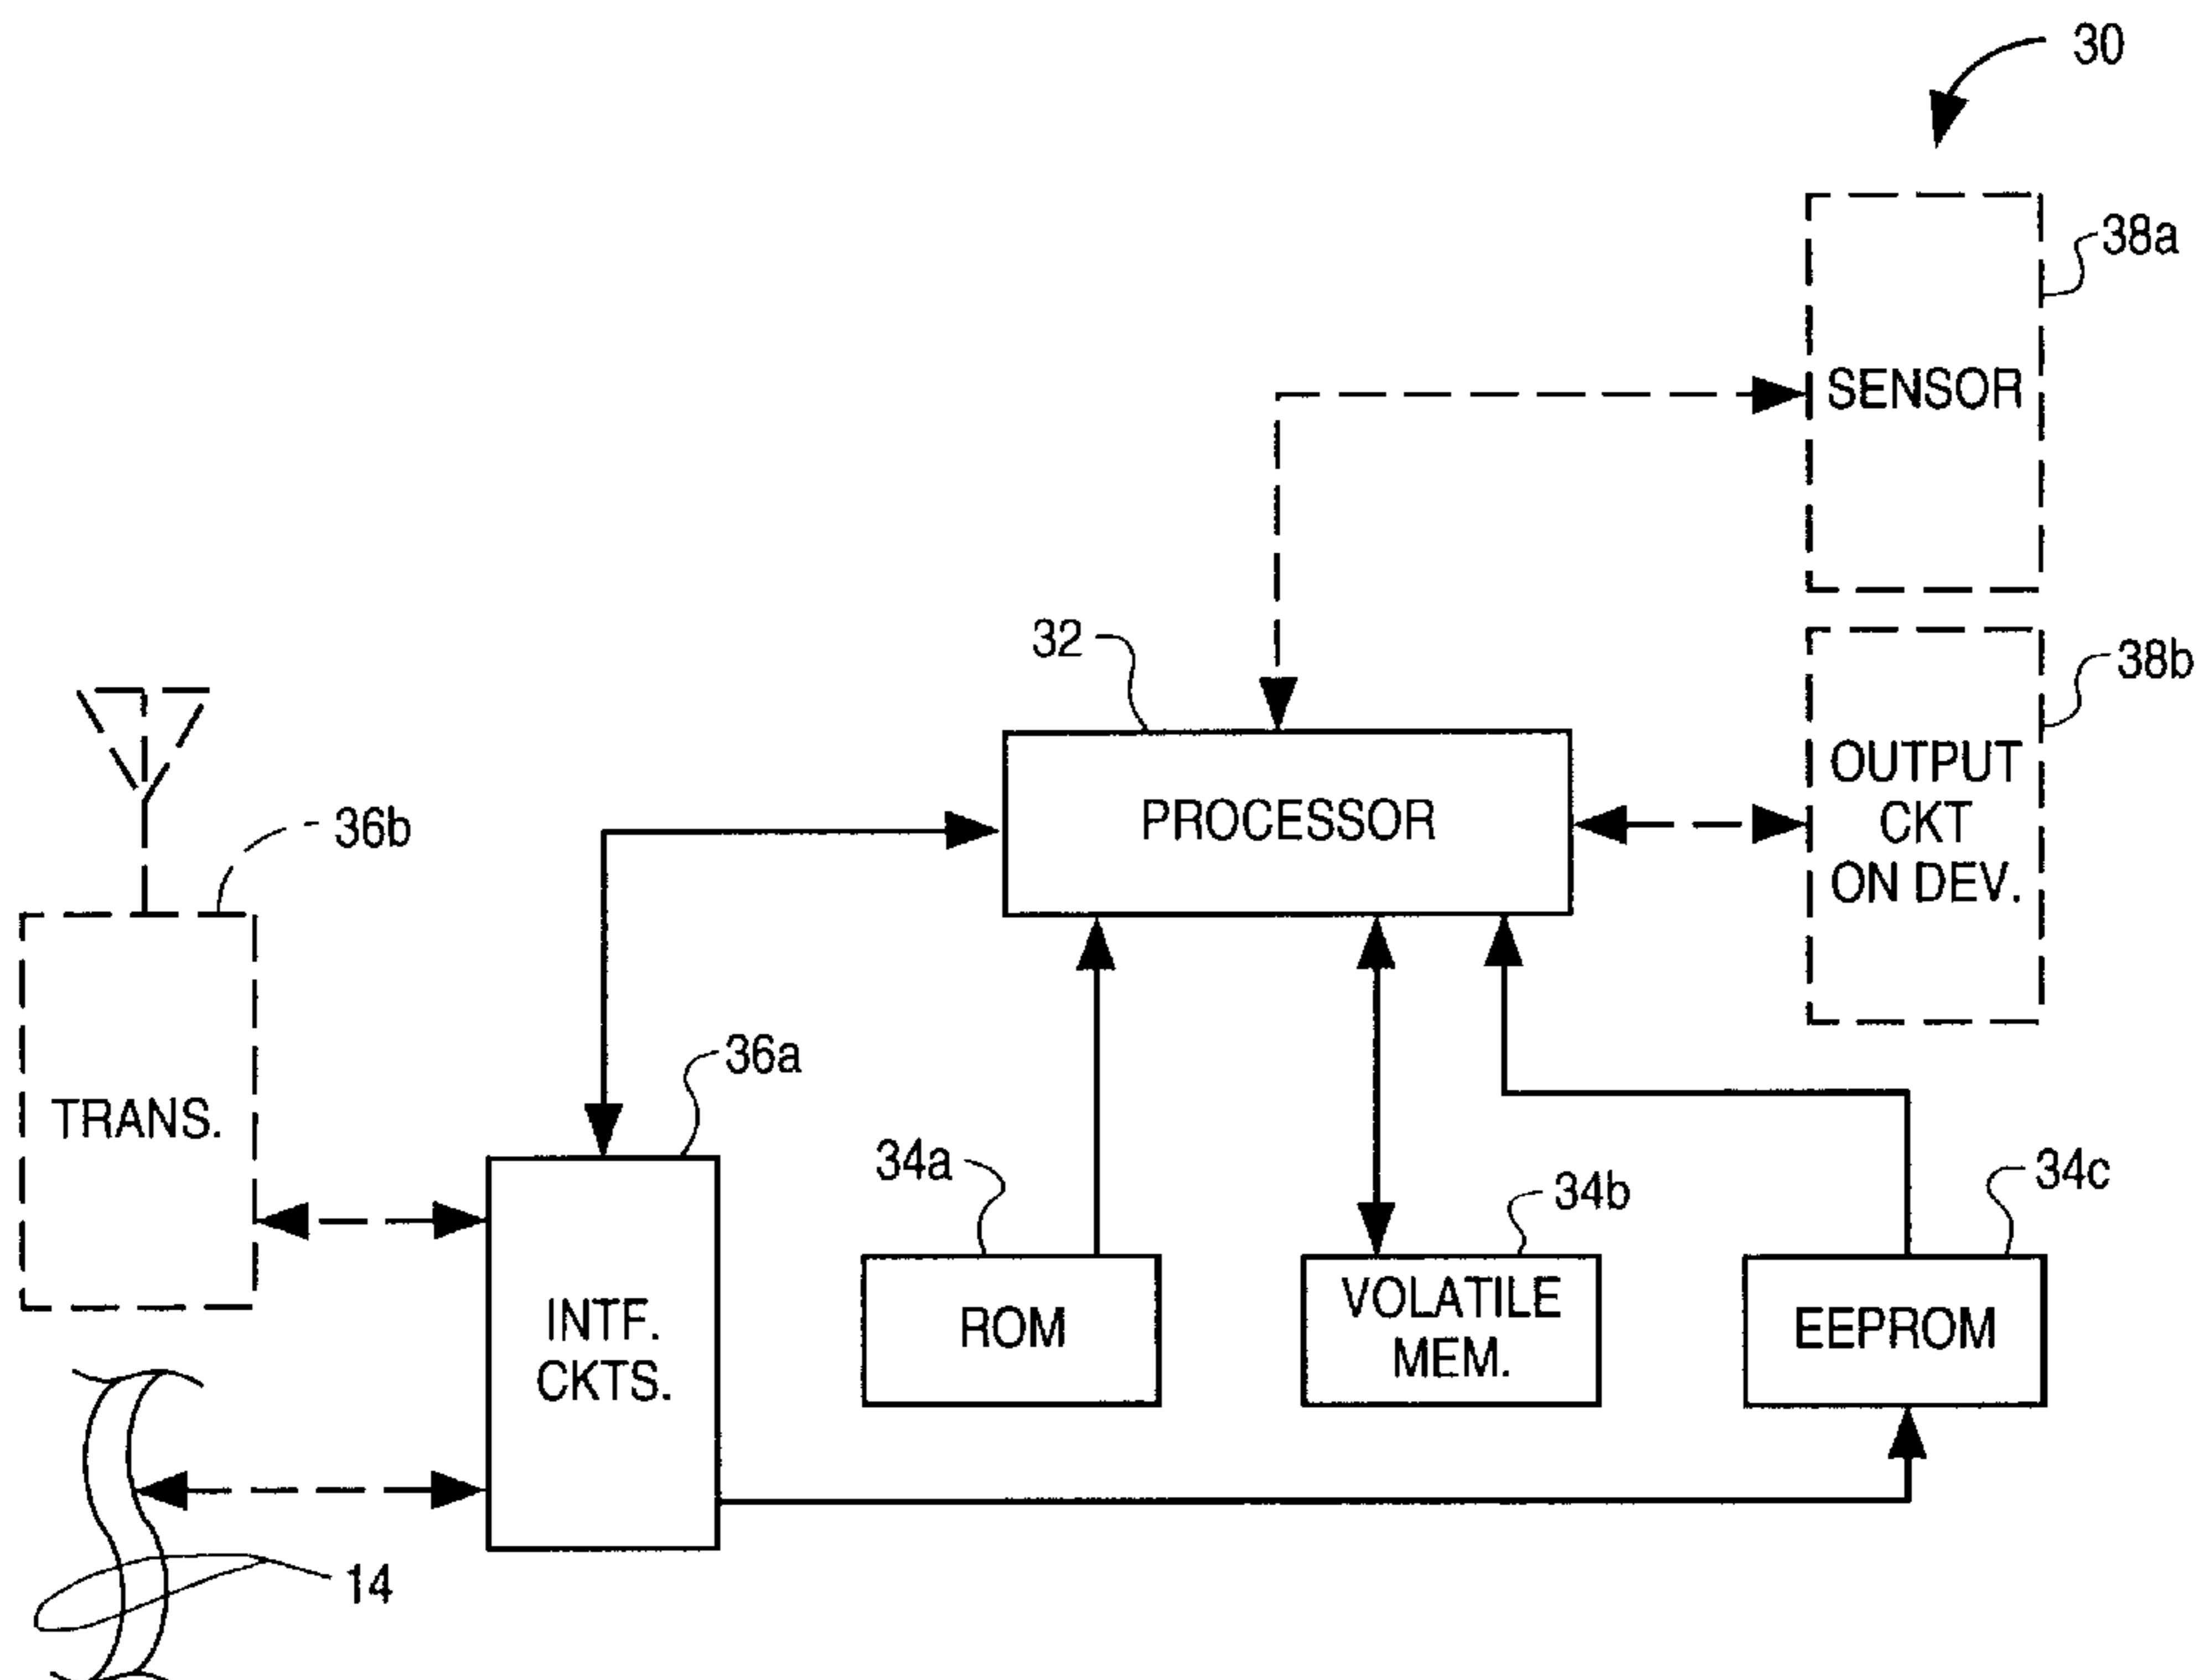 30
38a
SENSOR
32
38b
OUTPUT
CKT
ON DEV.
PROCESSOR
36b
36a
TRANS.
34a
34b
34c
INTF.
CKTS.
ROM
VOLATILE
MEM.
EEPROM
14